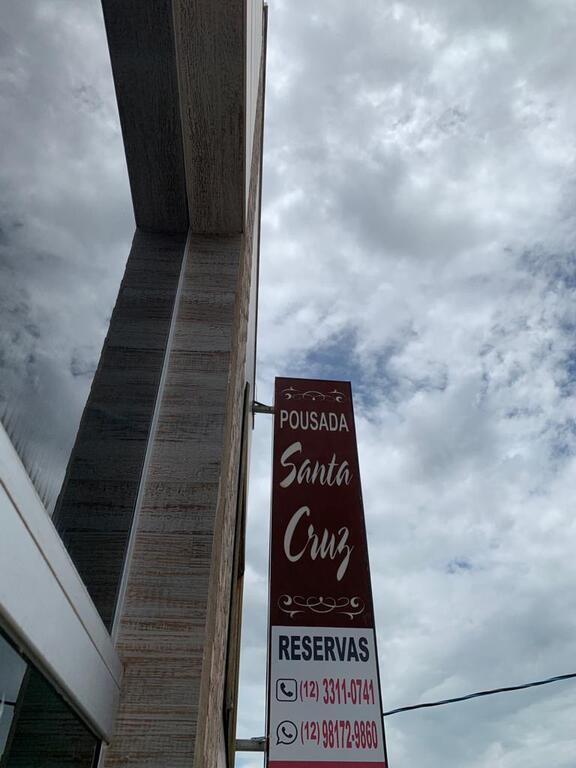 POUSADA
Santa
Cruz
RESERVAS
(12) 3311-0741
(12) 98172-9860